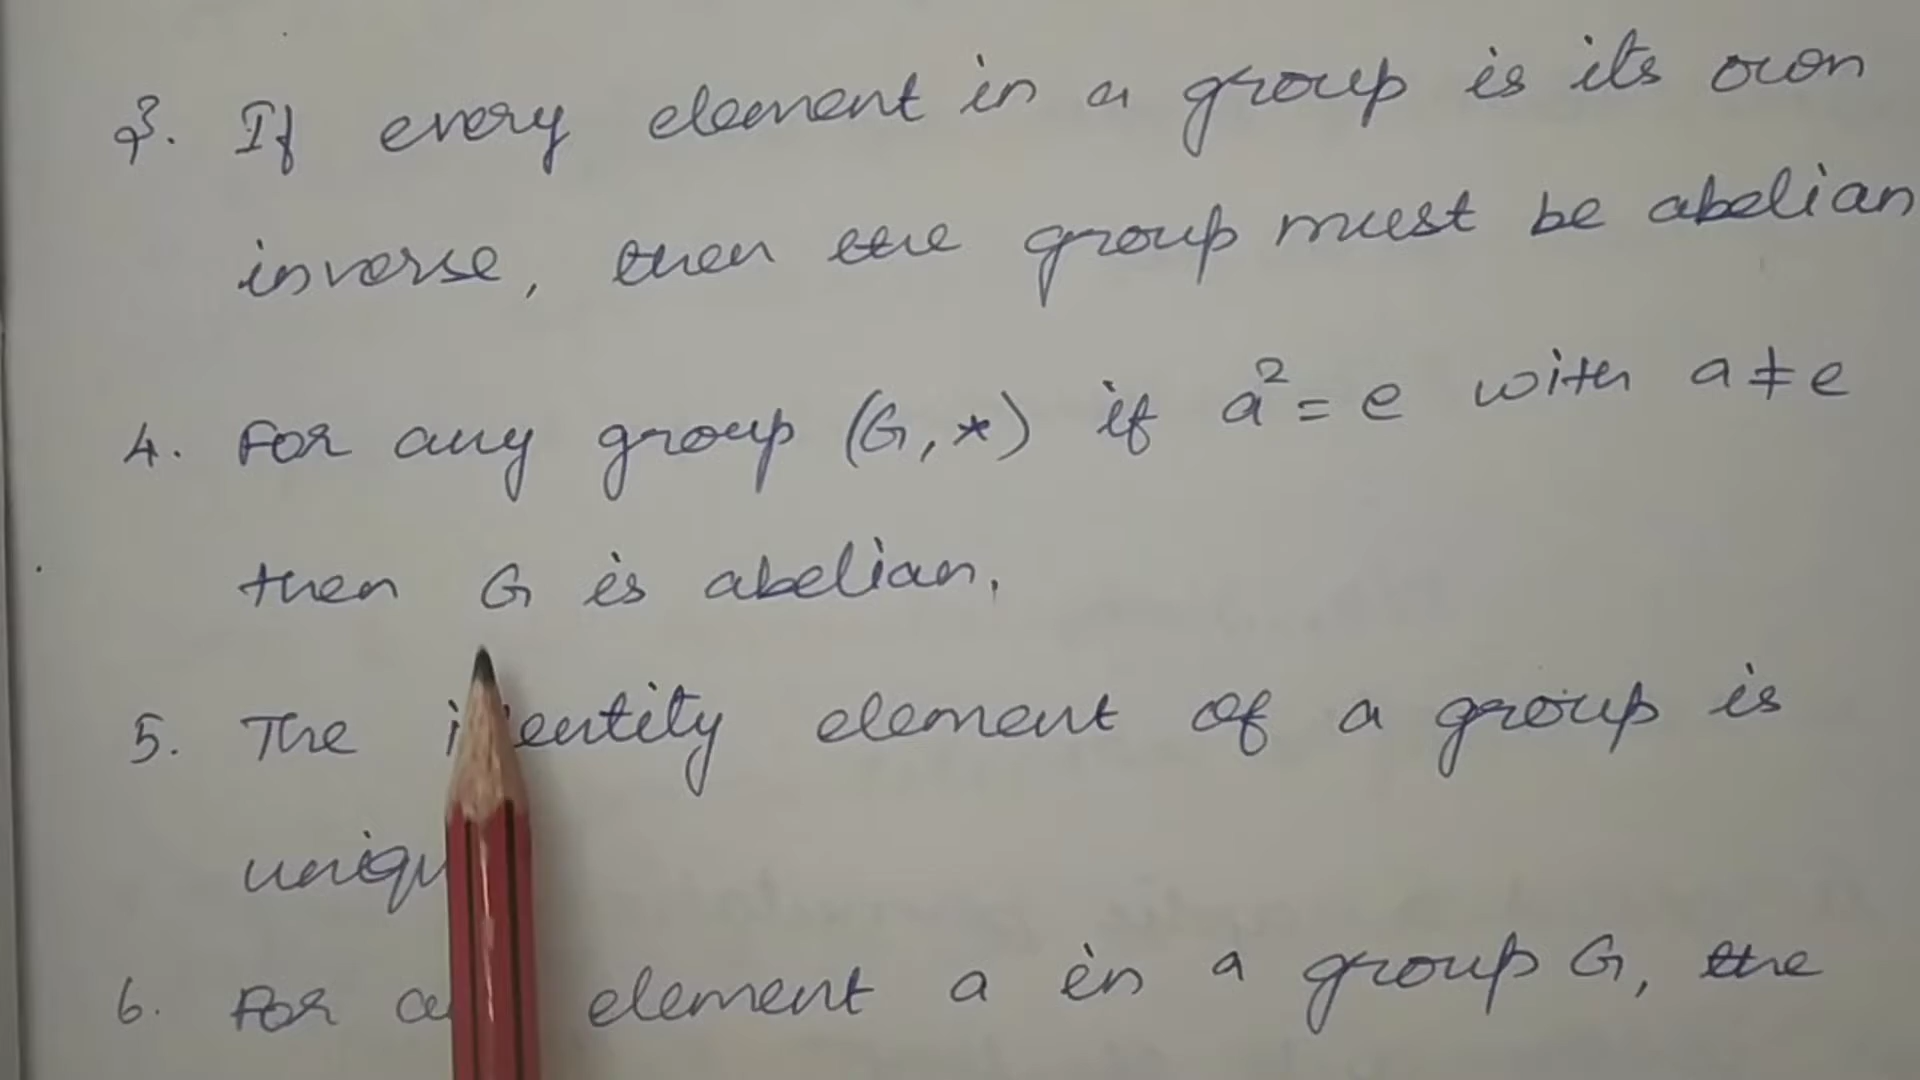 3. If every element in a group is its own
inverse, then the group must be abelian
4. For any group (G, *) if a² = e with a ≠ e
then G is abelian.
5. The identity element of a group is
uniqu
6. For element a in a group G, the